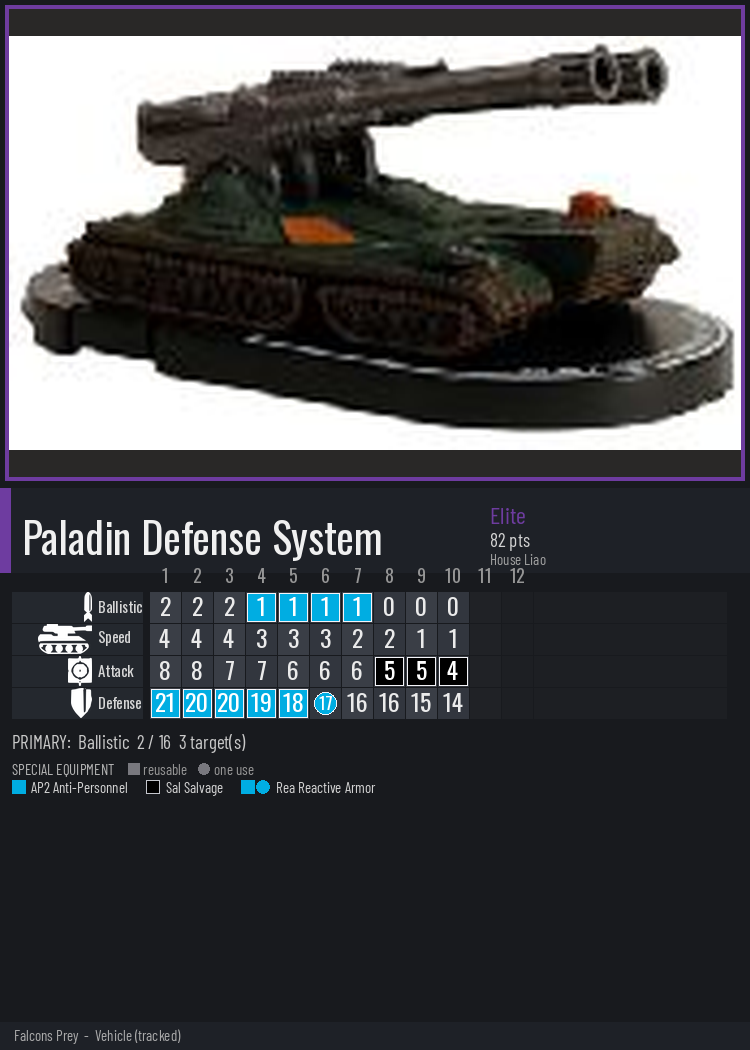 Paladin Defense System
Elite
82 pts
House Liao
1 2 3 4 5 6 7 8 9 10 11 12
Ballistic 2 2 2 1 1 1 1 0 0 0
Speed 4 4 4 3 3 3 2 2 1 1
Attack 8 8 7 7 6 6 6 5 5 4
Defense 21 20 20 19 18 17 16 16 15 14
PRIMARY: Ballistic 2 / 16 3 target(s)
SPECIAL EQUIPMENT reusable one use
AP2 Anti-Personnel Sal Salvage Rea Reactive Armor
Falcons Prey - Vehicle (tracked)